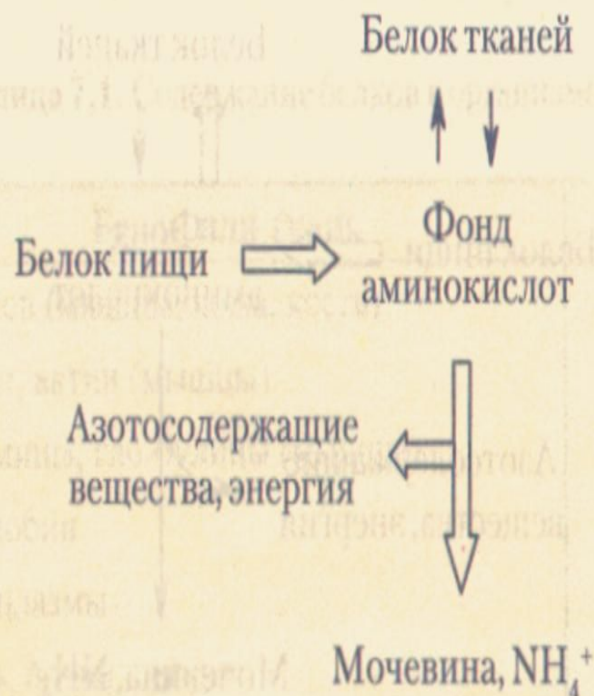 Белок тканей
Белок пищи
Фонд
аминокислот
Азотосодержащие
вещества, энергия
Мочевина, NH₄⁺